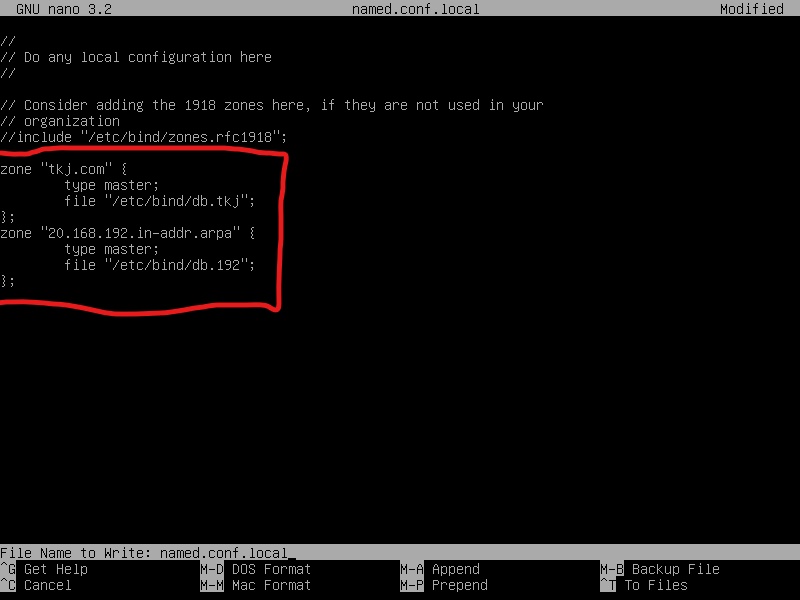 GNU nano 3.2 named.conf.local Modified
//
// Do any local configuration here
//
// Consider adding the 1918 zones here, if they are not used in your
// organization
//include "/etc/bind/zones.rfc1918";
zone "tkj.com" {
type master;
file "/etc/bind/db.tkj";
};
zone "20.168.192.in-addr.arpa" {
type master;
file "/etc/bind/db.192";
};
File Name to Write: named.conf.local_
^G Get Help M-D DOS Format M-A Append M-B Backup File
^C Cancel M-M Mac Format M-P Prepend ^T To Files